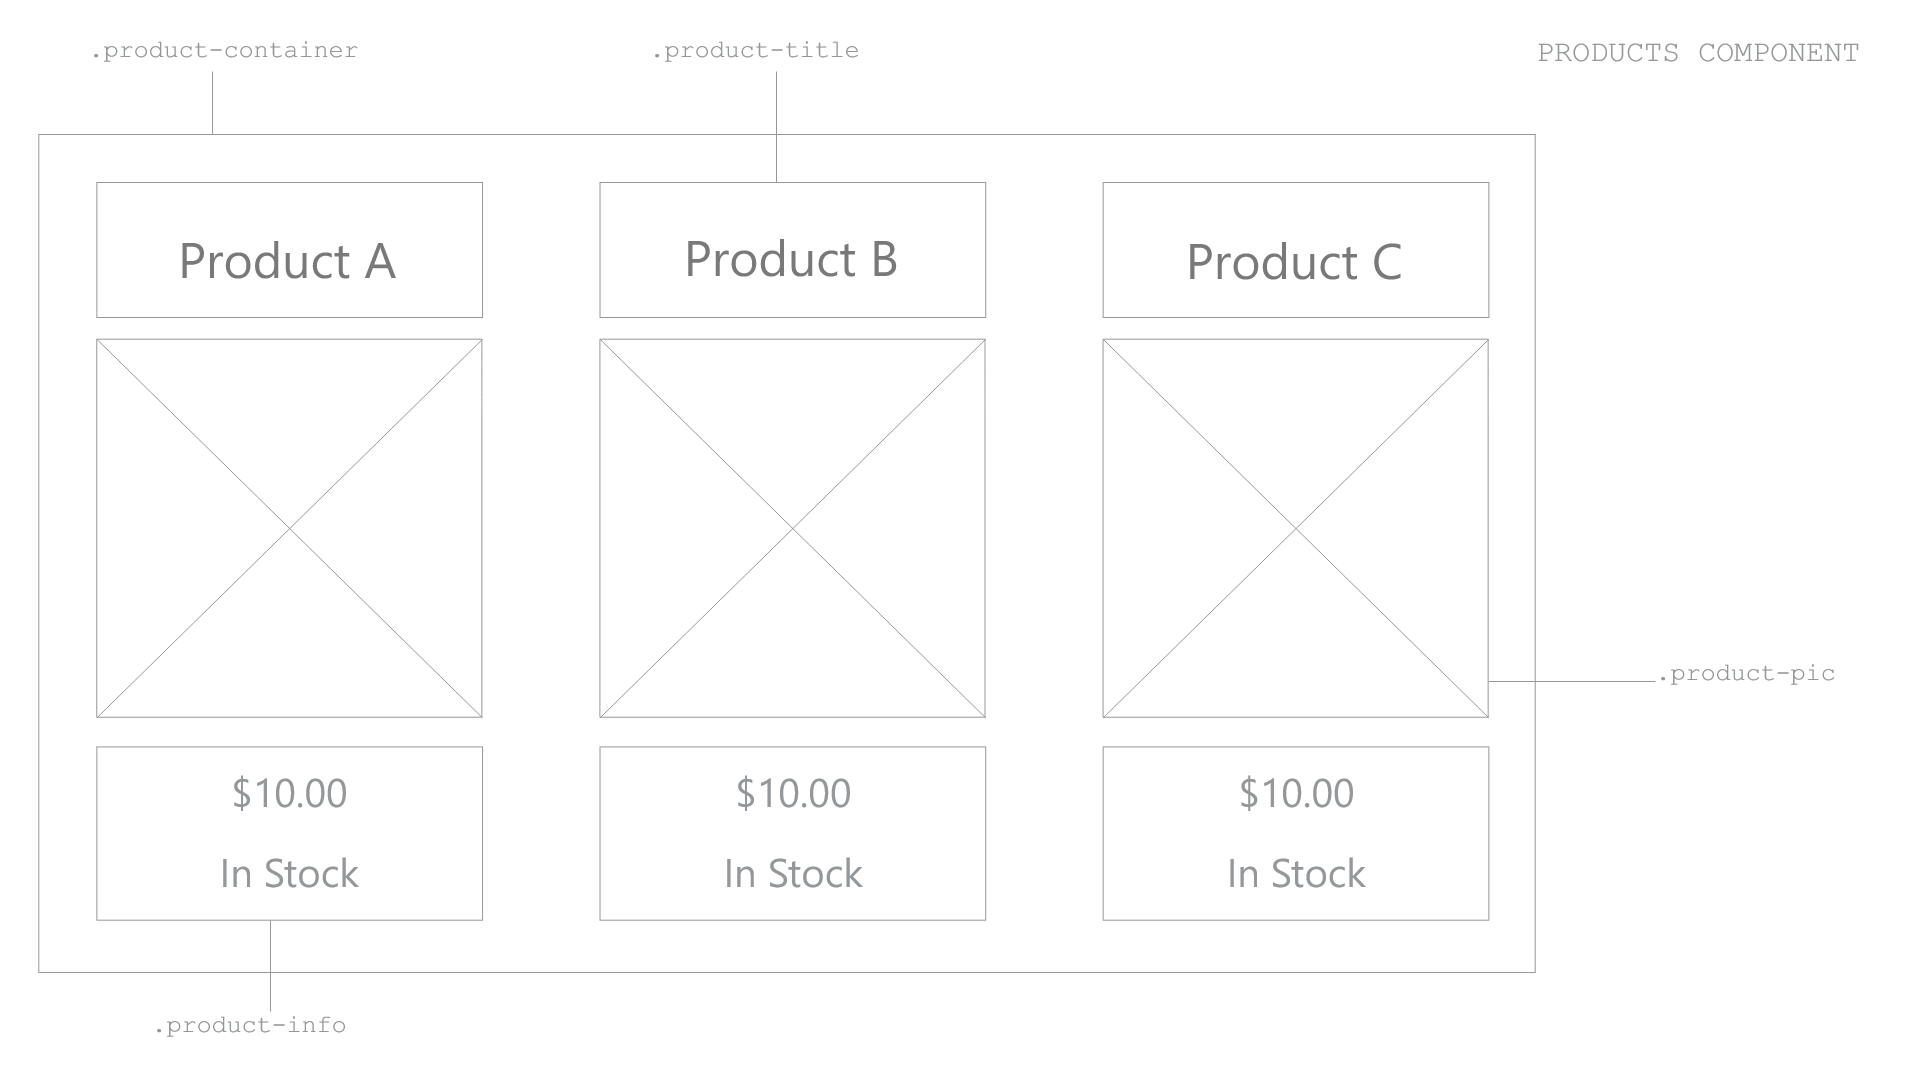 .product-container
.product-title
PRODUCTS COMPONENT
Product A
Product B
Product C
.product-pic
$10.00
$10.00
$10.00
In Stock
In Stock
In Stock
.product-info